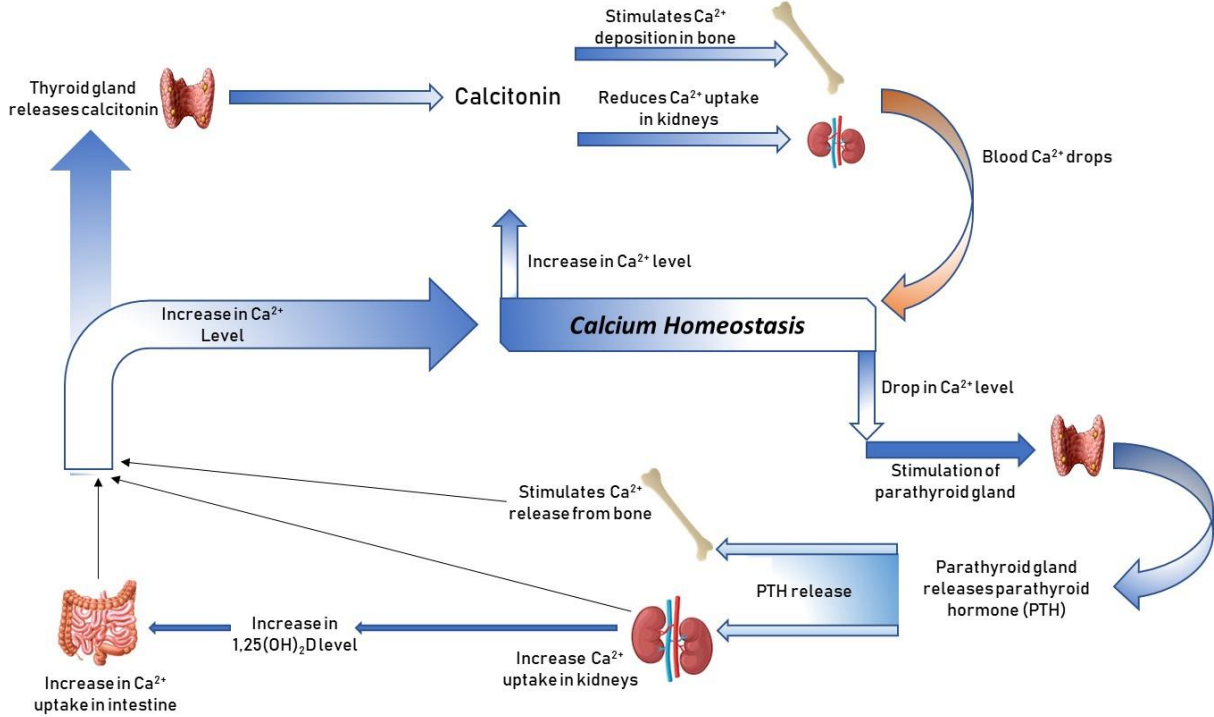 Stimulates Ca²⁺
deposition in bone
Thyroid gland
releases calcitonin
Calcitonin
Reduces Ca²⁺ uptake
in kidneys
Blood Ca²⁺ drops
Increase in Ca²⁺ level
Increase in Ca²⁺
Level
Calcium Homeostasis
Drop in Ca²⁺ level
Stimulation of
parathyroid gland
Stimulates Ca²⁺
release from bone
PTH release
Parathyroid gland
releases parathyroid
hormone (PTH)
Increase in
1,25(OH)₂D level
Increase Ca²⁺
uptake in kidneys
Increase in Ca²⁺
uptake in intestine